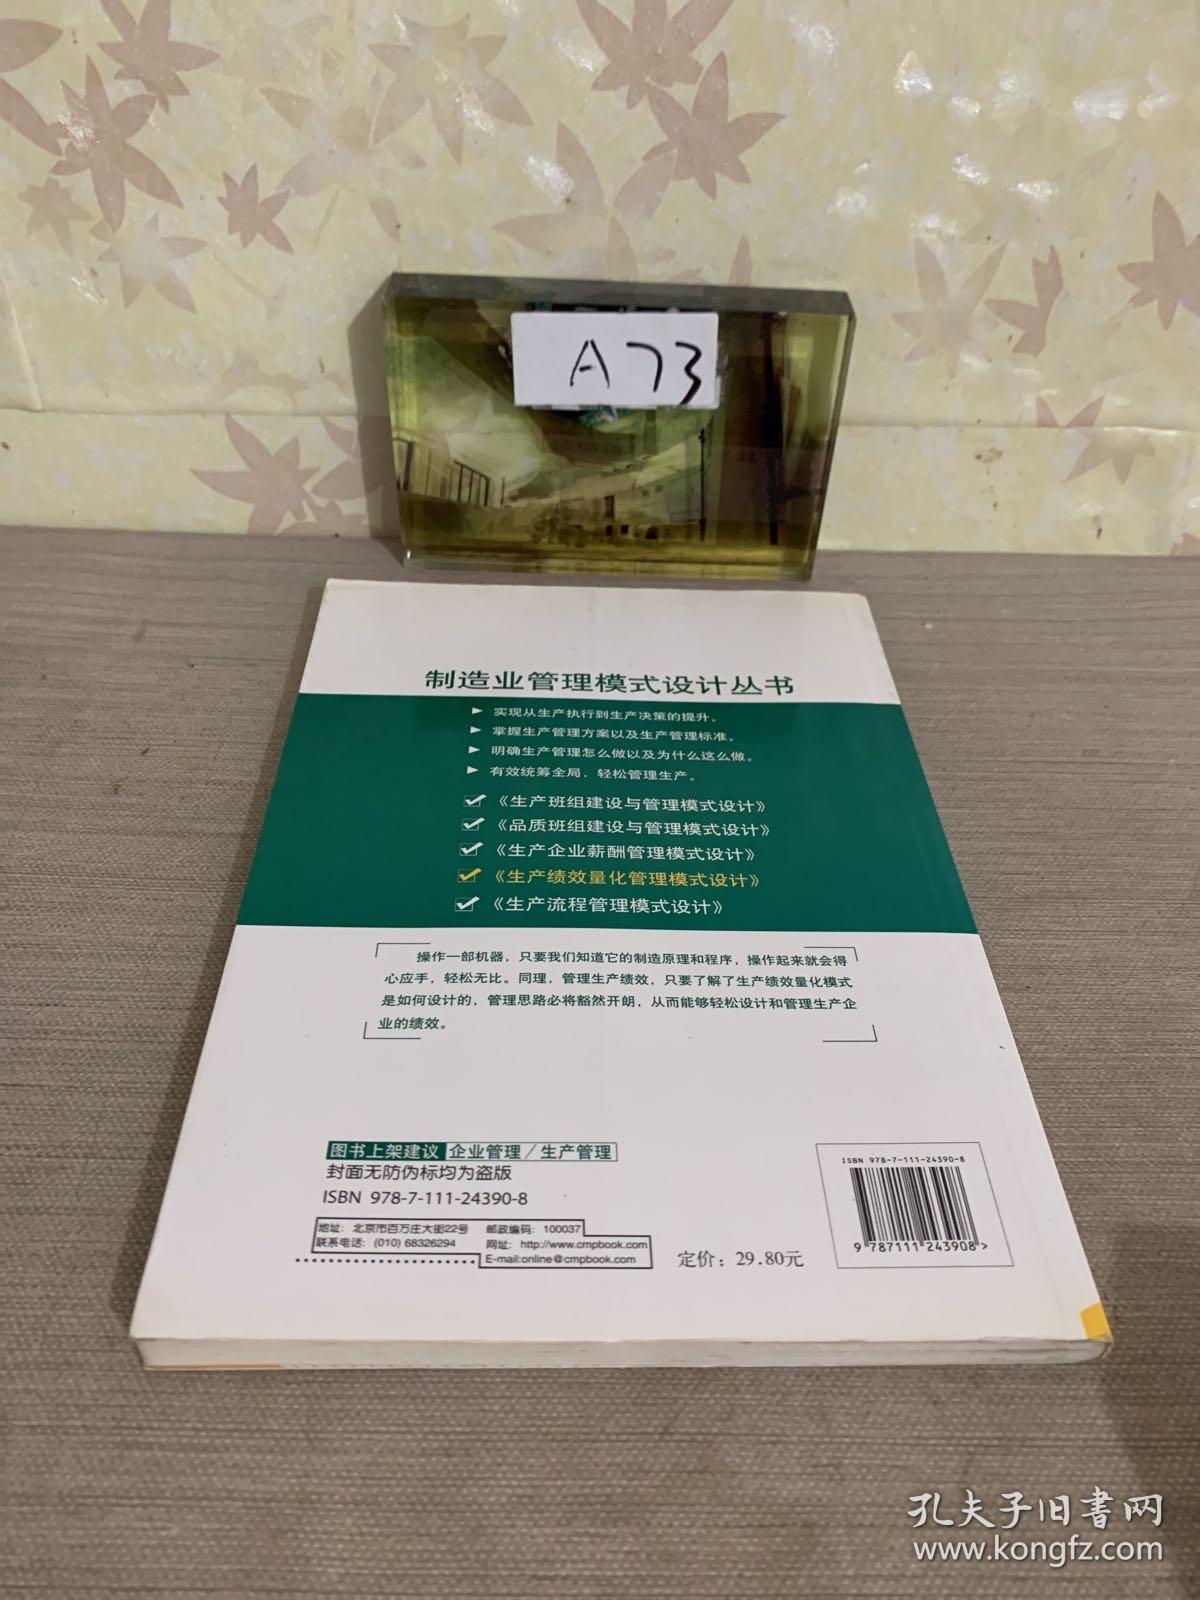 A73
制造业管理模式设计丛书
► 实现从生产执行到生产决策的提升。
► 掌握生产管理方案以及生产管理标准。
► 明确生产管理怎么做以及为什么这么做。
► 有效统筹全局，轻松管理生产。
《生产班组建设与管理模式设计》
《品质班组建设与管理模式设计》
《生产企业薪酬管理模式设计》
《生产绩效量化管理模式设计》
《生产流程管理模式设计》
操作一部机器，只要我们知道它的制造原理和程序，操作起来就会得
心应手，轻松无比。同理，管理生产绩效，只要了解了生产绩效量化模式
是如何设计的，管理思路必将豁然开朗，从而能够轻松设计和管理生产企
业的绩效。
图书上架建议 企业管理／生产管理
封面无防伪标均为盗版
ISBN 978-7-111-24390-8
地址：北京市百万庄大街22号 邮政编码：100037
联系电话：(010) 68326294 网址：http://www.cmpbook.com
E-mail:online@cmpbook.com
定价：29.80元
ISBN 978-7-111-24390-8
9 787111 243908 >
孔夫子旧书网
www.kongfz.com